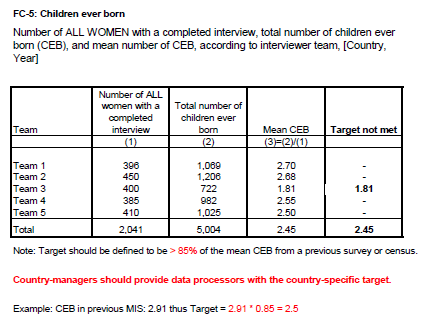 FC-5: Children ever born
Number of ALL WOMEN with a completed interview, total number of children ever
born (CEB), and mean number of CEB, according to interviewer team, [Country,
Year]
Team Number of ALL women with a completed interview Total number of children ever born Mean CEB Target not met
(1) (2) (3)=(2)/(1)
Team 1 396 1,069 2.70 -
Team 2 450 1,206 2.68 -
Team 3 400 722 1.81 1.81
Team 4 385 982 2.55 -
Team 5 410 1,025 2.50 -
Total 2,041 5,004 2.45 2.45
Note: Target should be defined to be > 85% of the mean CEB from a previous survey or census.
Country-managers should provide data processors with the country-specific target.
Example: CEB in previous MIS: 2.91 thus Target = 2.91 * 0.85 = 2.5